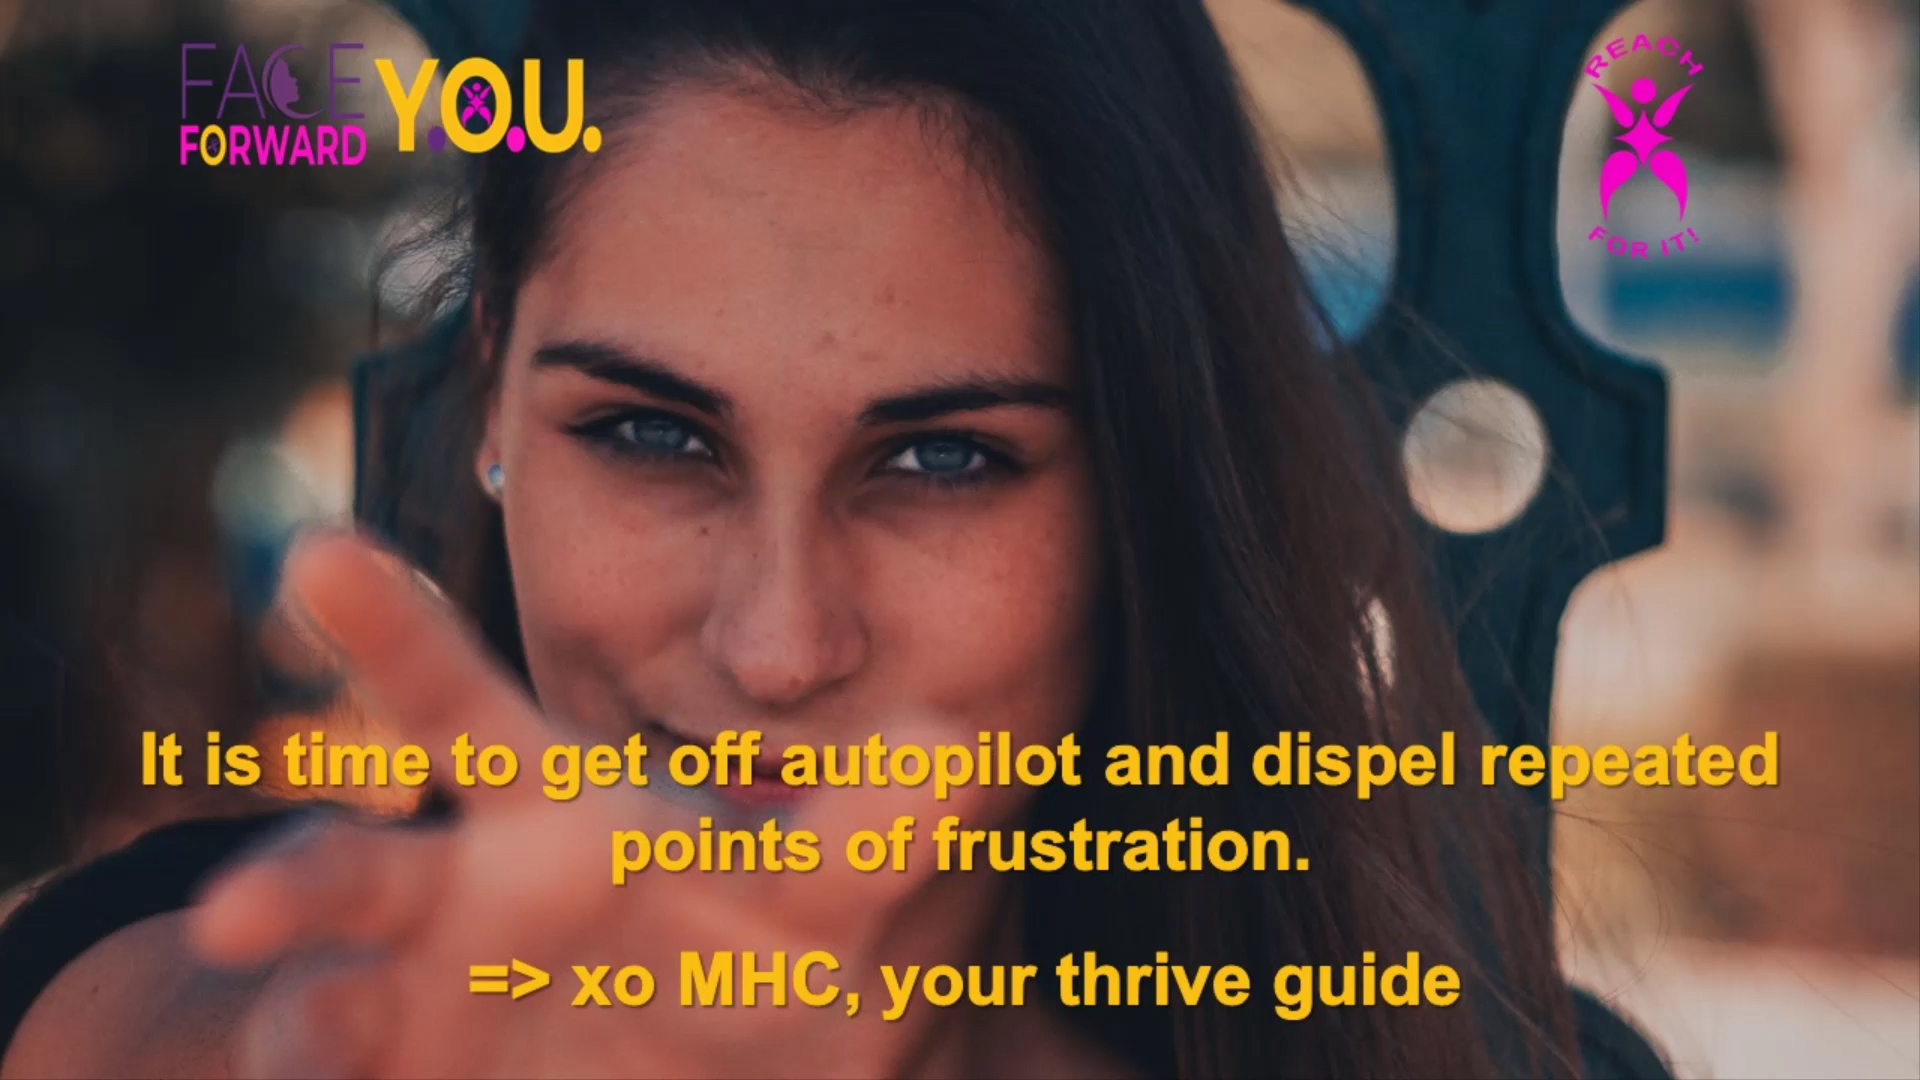 FACE
FORWARD
Y.O.U.
REACH
FOR IT!
It is time to get off autopilot and dispel repeated
points of frustration.
=> xo MHC, your thrive guide